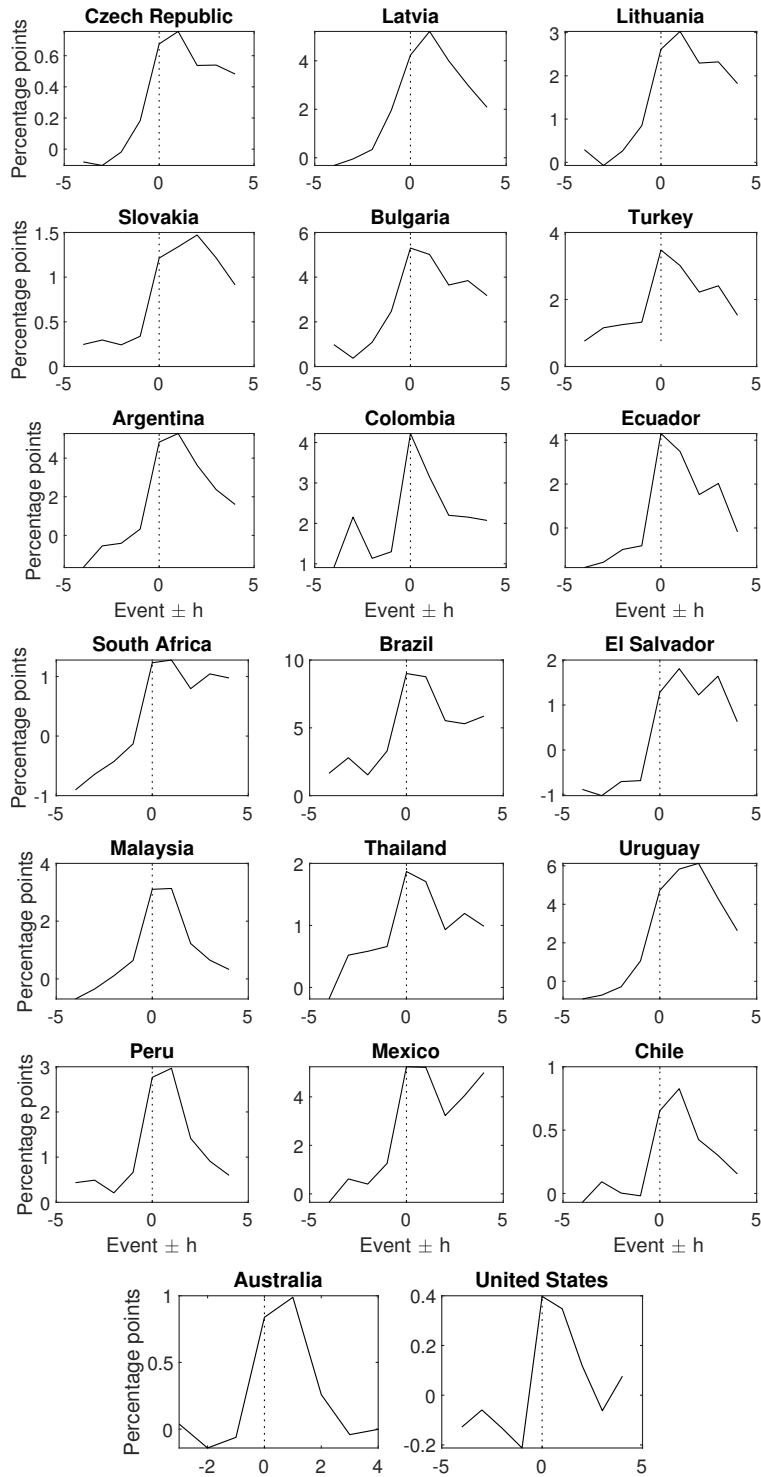 Czech Republic Latvia Lithuania
Percentage points
0.6 0.4 0.2 0
4 2 0
3 2 1 0
-5 0 5 -5 0 5 -5 0 5
Slovakia Bulgaria Turkey
Percentage points
1.5 1 0.5 0
6 4 2 0
4 2 0
-5 0 5 -5 0 5 -5 0 5
Argentina Colombia Ecuador
Percentage points
4 2 0
4 3 2 1
4 2 0
-5 0 5 -5 0 5 -5 0 5
Event ± h Event ± h Event ± h
South Africa Brazil El Salvador
Percentage points
1 0 -1
10 5 0
2 1 0 -1
-5 0 5 -5 0 5 -5 0 5
Malaysia Thailand Uruguay
Percentage points
4 2 0
2 1 0
6 4 2 0
-5 0 5 -5 0 5 -5 0 5
Peru Mexico Chile
Percentage points
3 2 1 0
4 2 0
1 0.5 0
-5 0 5 -5 0 5 -5 0 5
Event ± h Event ± h Event ± h
Australia United States
Percentage points
1 0.5 0
0.4 0.2 0 -0.2
-2 0 2 4 -5 0 5